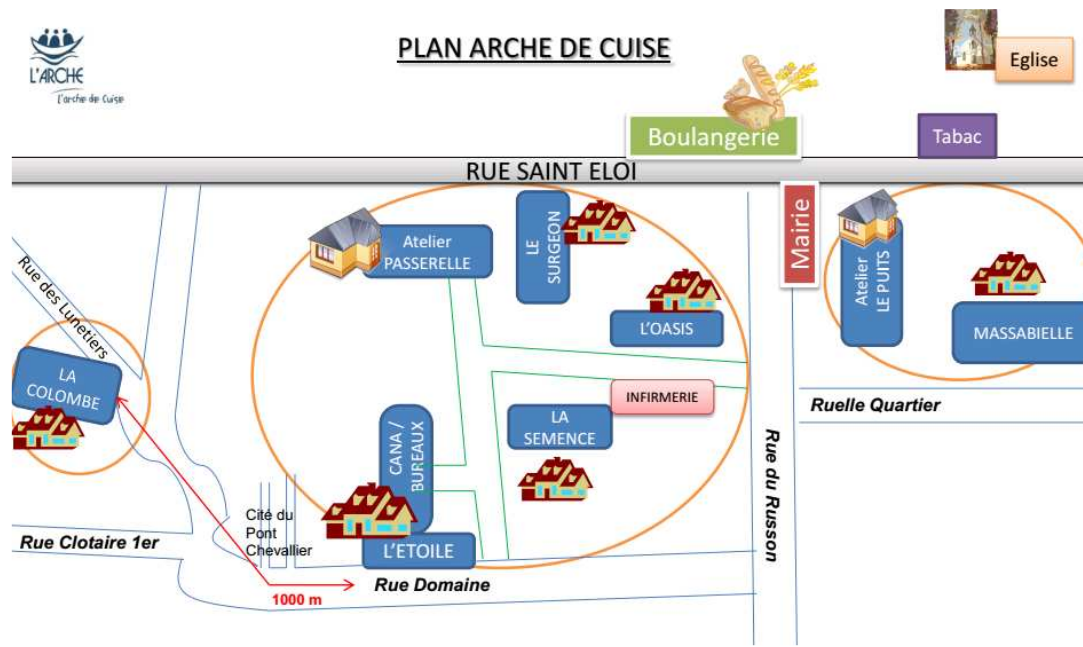 PLAN ARCHE DE CUISE
L'ARCHE
L'arche de Cuise
Eglise
Boulangerie
Tabac
RUE SAINT ELOI
Atelier
PASSERELLE
LE
SURGEON
Mairie
Atelier
LE PUITS
L'OASIS
MASSABIELLE
Rue des Lunetiers
LA
COLOMBE
INFIRMERIE
Ruelle Quartier
CANA /
BUREAUX
LA
SEMENCE
Rue du Russon
Cité du
Pont
Chevallier
Rue Clotaire 1er
L'ETOILE
Rue Domaine
1000 m